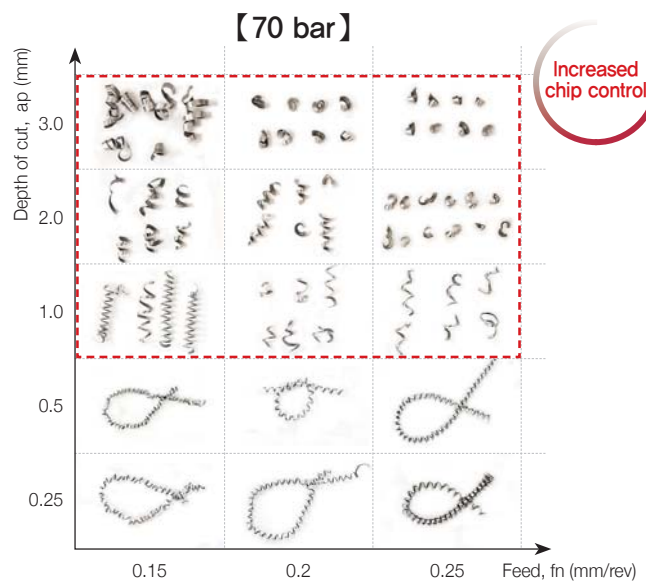 【70 bar】
Increased
chip control
Depth of cut, ap (mm)
3.0
2.0
1.0
0.5
0.25
0.15
0.2
0.25
Feed, fn (mm/rev)